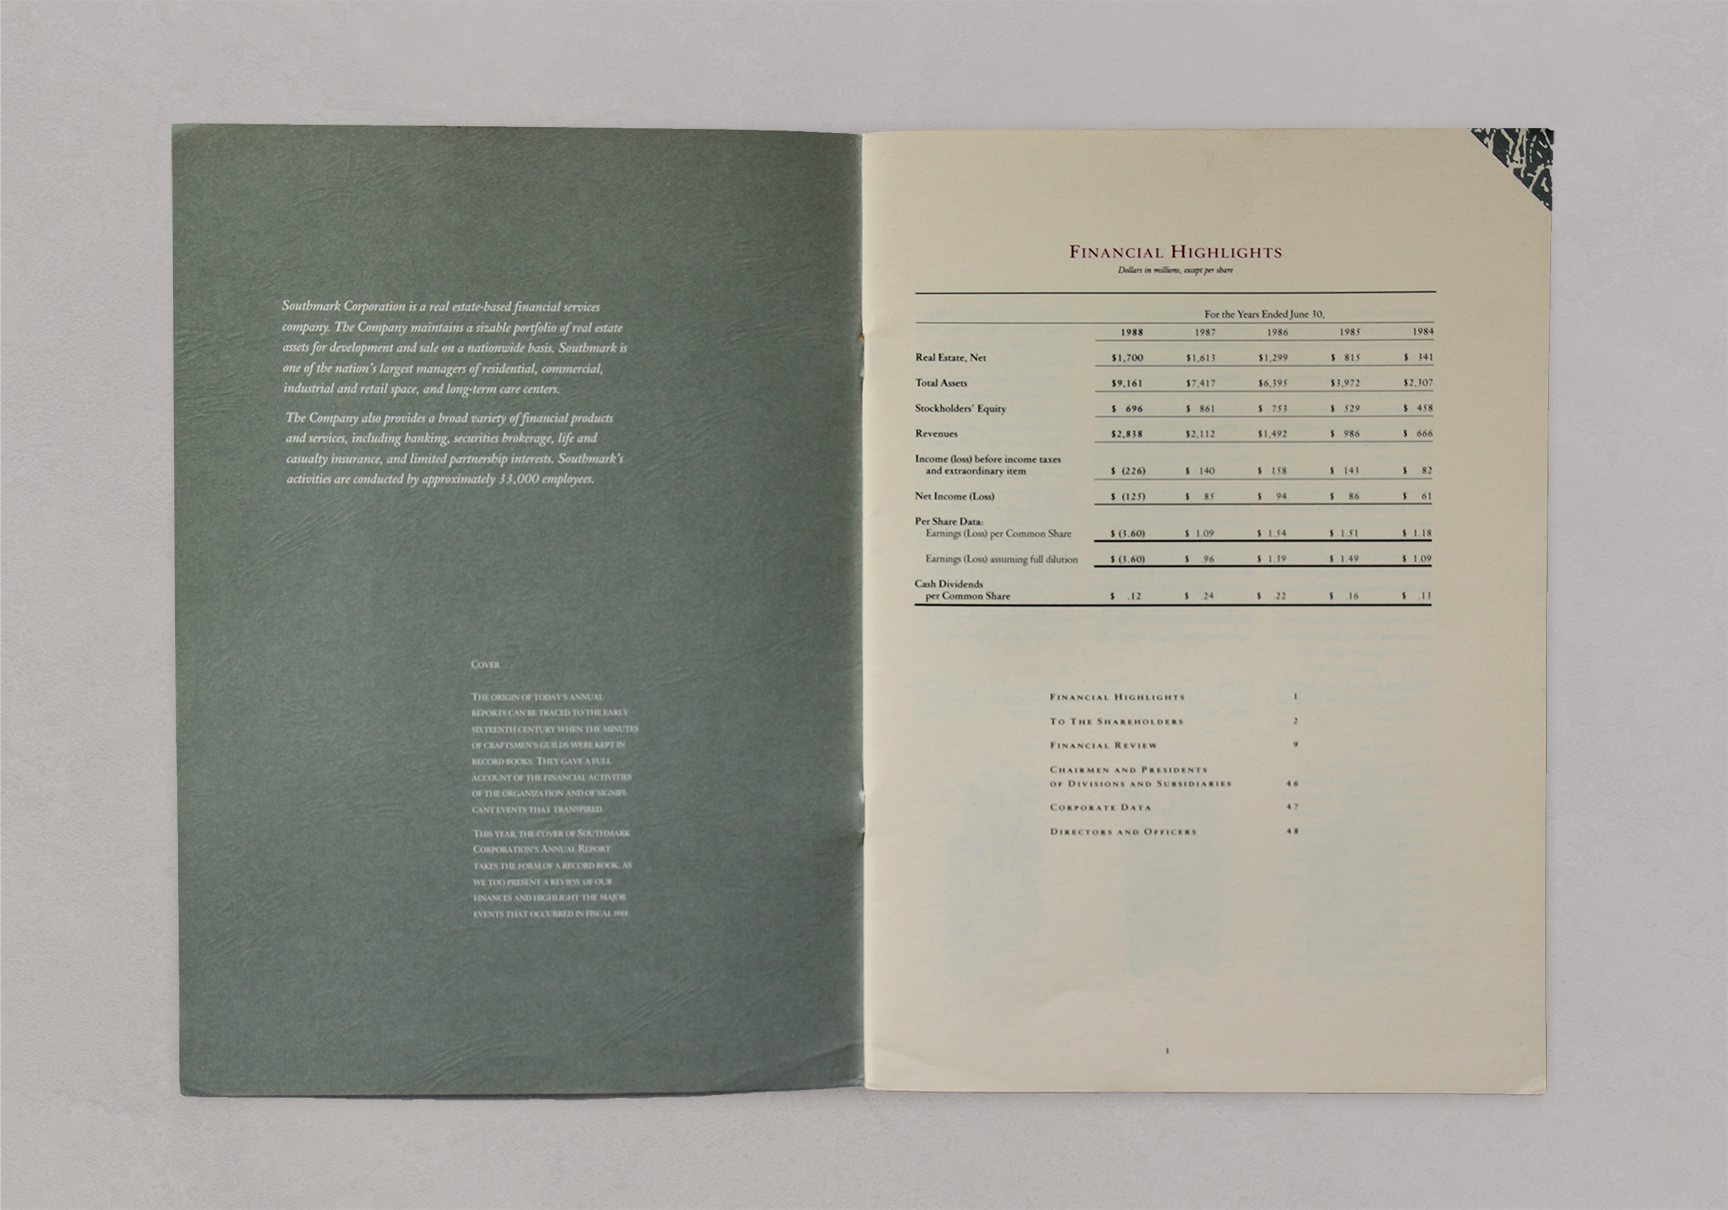 Southmark Corporation is a real estate-based financial services
company. The Company maintains a sizable portfolio of real estate
assets for development and sale on a nationwide basis. Southmark is
one of the nation's largest managers of residential, commercial,
industrial and retail space, and long-term care centers.
The Company also provides a broad variety of financial products
and services, including banking, securities brokerage, life and
casualty insurance, and limited partnership interests. Southmark's
activities are conducted by approximately 33,000 employees.
COVER
THE ORIGIN OF TODAY'S ANNUAL
REPORTS CAN BE TRACED TO THE EARLY
SIXTEENTH CENTURY WHEN THE MINUTES
OF CRAFTSMEN'S GUILDS WERE KEPT IN
RECORD BOOKS. THEY GAVE A FULL
ACCOUNT OF THE FINANCIAL ACTIVITIES
OF THE ORGANIZATION AND OF SIGNIFI-
CANT EVENTS THAT TRANSPIRED.
THIS YEAR, THE COVER OF SOUTHMARK
CORPORATION'S ANNUAL REPORT
TAKES THE FORM OF A RECORD BOOK, AS
WE TOO PRESENT A REVIEW OF OUR
FINANCES AND HIGHLIGHT THE MAJOR
EVENTS THAT OCCURRED IN FISCAL 1988.
FINANCIAL HIGHLIGHTS
Dollars in millions, except per share
For the Years Ended June 30,
1988 1987 1986 1985 1984
Real Estate, Net $1,700 $1,613 $1,299 $ 815 $ 341
Total Assets $9,161 $7,417 $6,395 $3,972 $2,307
Stockholders' Equity $ 696 $ 861 $ 753 $ 529 $ 458
Revenues $2,838 $2,112 $1,492 $ 986 $ 666
Income (loss) before income taxes
and extraordinary item $ (226) $ 140 $ 158 $ 143 $ 82
Net Income (Loss) $ (125) $ 85 $ 94 $ 86 $ 61
Per Share Data:
Earnings (Loss) per Common Share $ (3.60) $ 1.09 $ 1.54 $ 1.51 $ 1.18
Earnings (Loss) assuming full dilution $ (3.60) $ .96 $ 1.39 $ 1.49 $ 1.09
Cash Dividends
per Common Share $ .12 $ .24 $ .22 $ .16 $ .13
FINANCIAL HIGHLIGHTS 1
TO THE SHAREHOLDERS 2
FINANCIAL REVIEW 9
CHAIRMEN AND PRESIDENTS
OF DIVISIONS AND SUBSIDIARIES 46
CORPORATE DATA 47
DIRECTORS AND OFFICERS 48
1